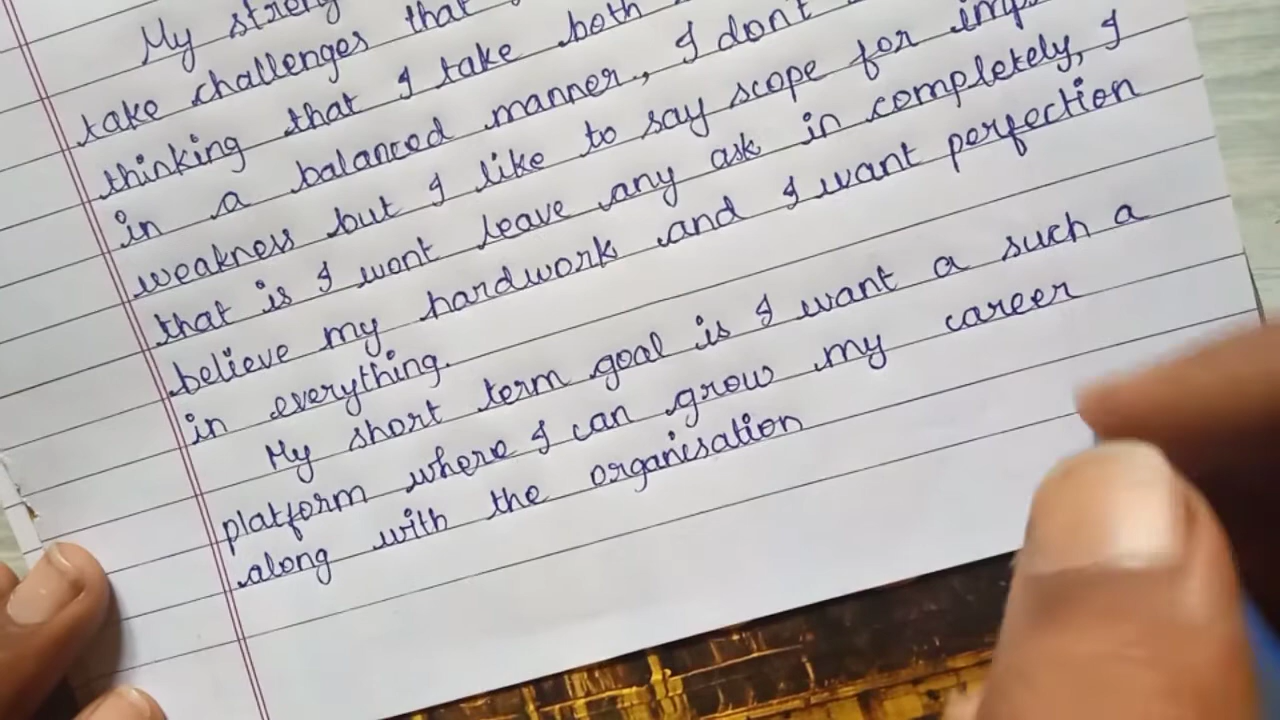 My
take challenges that
thinking that I take both
in a balanced manner, I dont
weakness but I like to say scope for
that is I wont leave any ask in completely, I
believe my hardwork and I want perfection
in everything.
My short term goal is I want a such a
platform where I can grow my career
along with the organisation